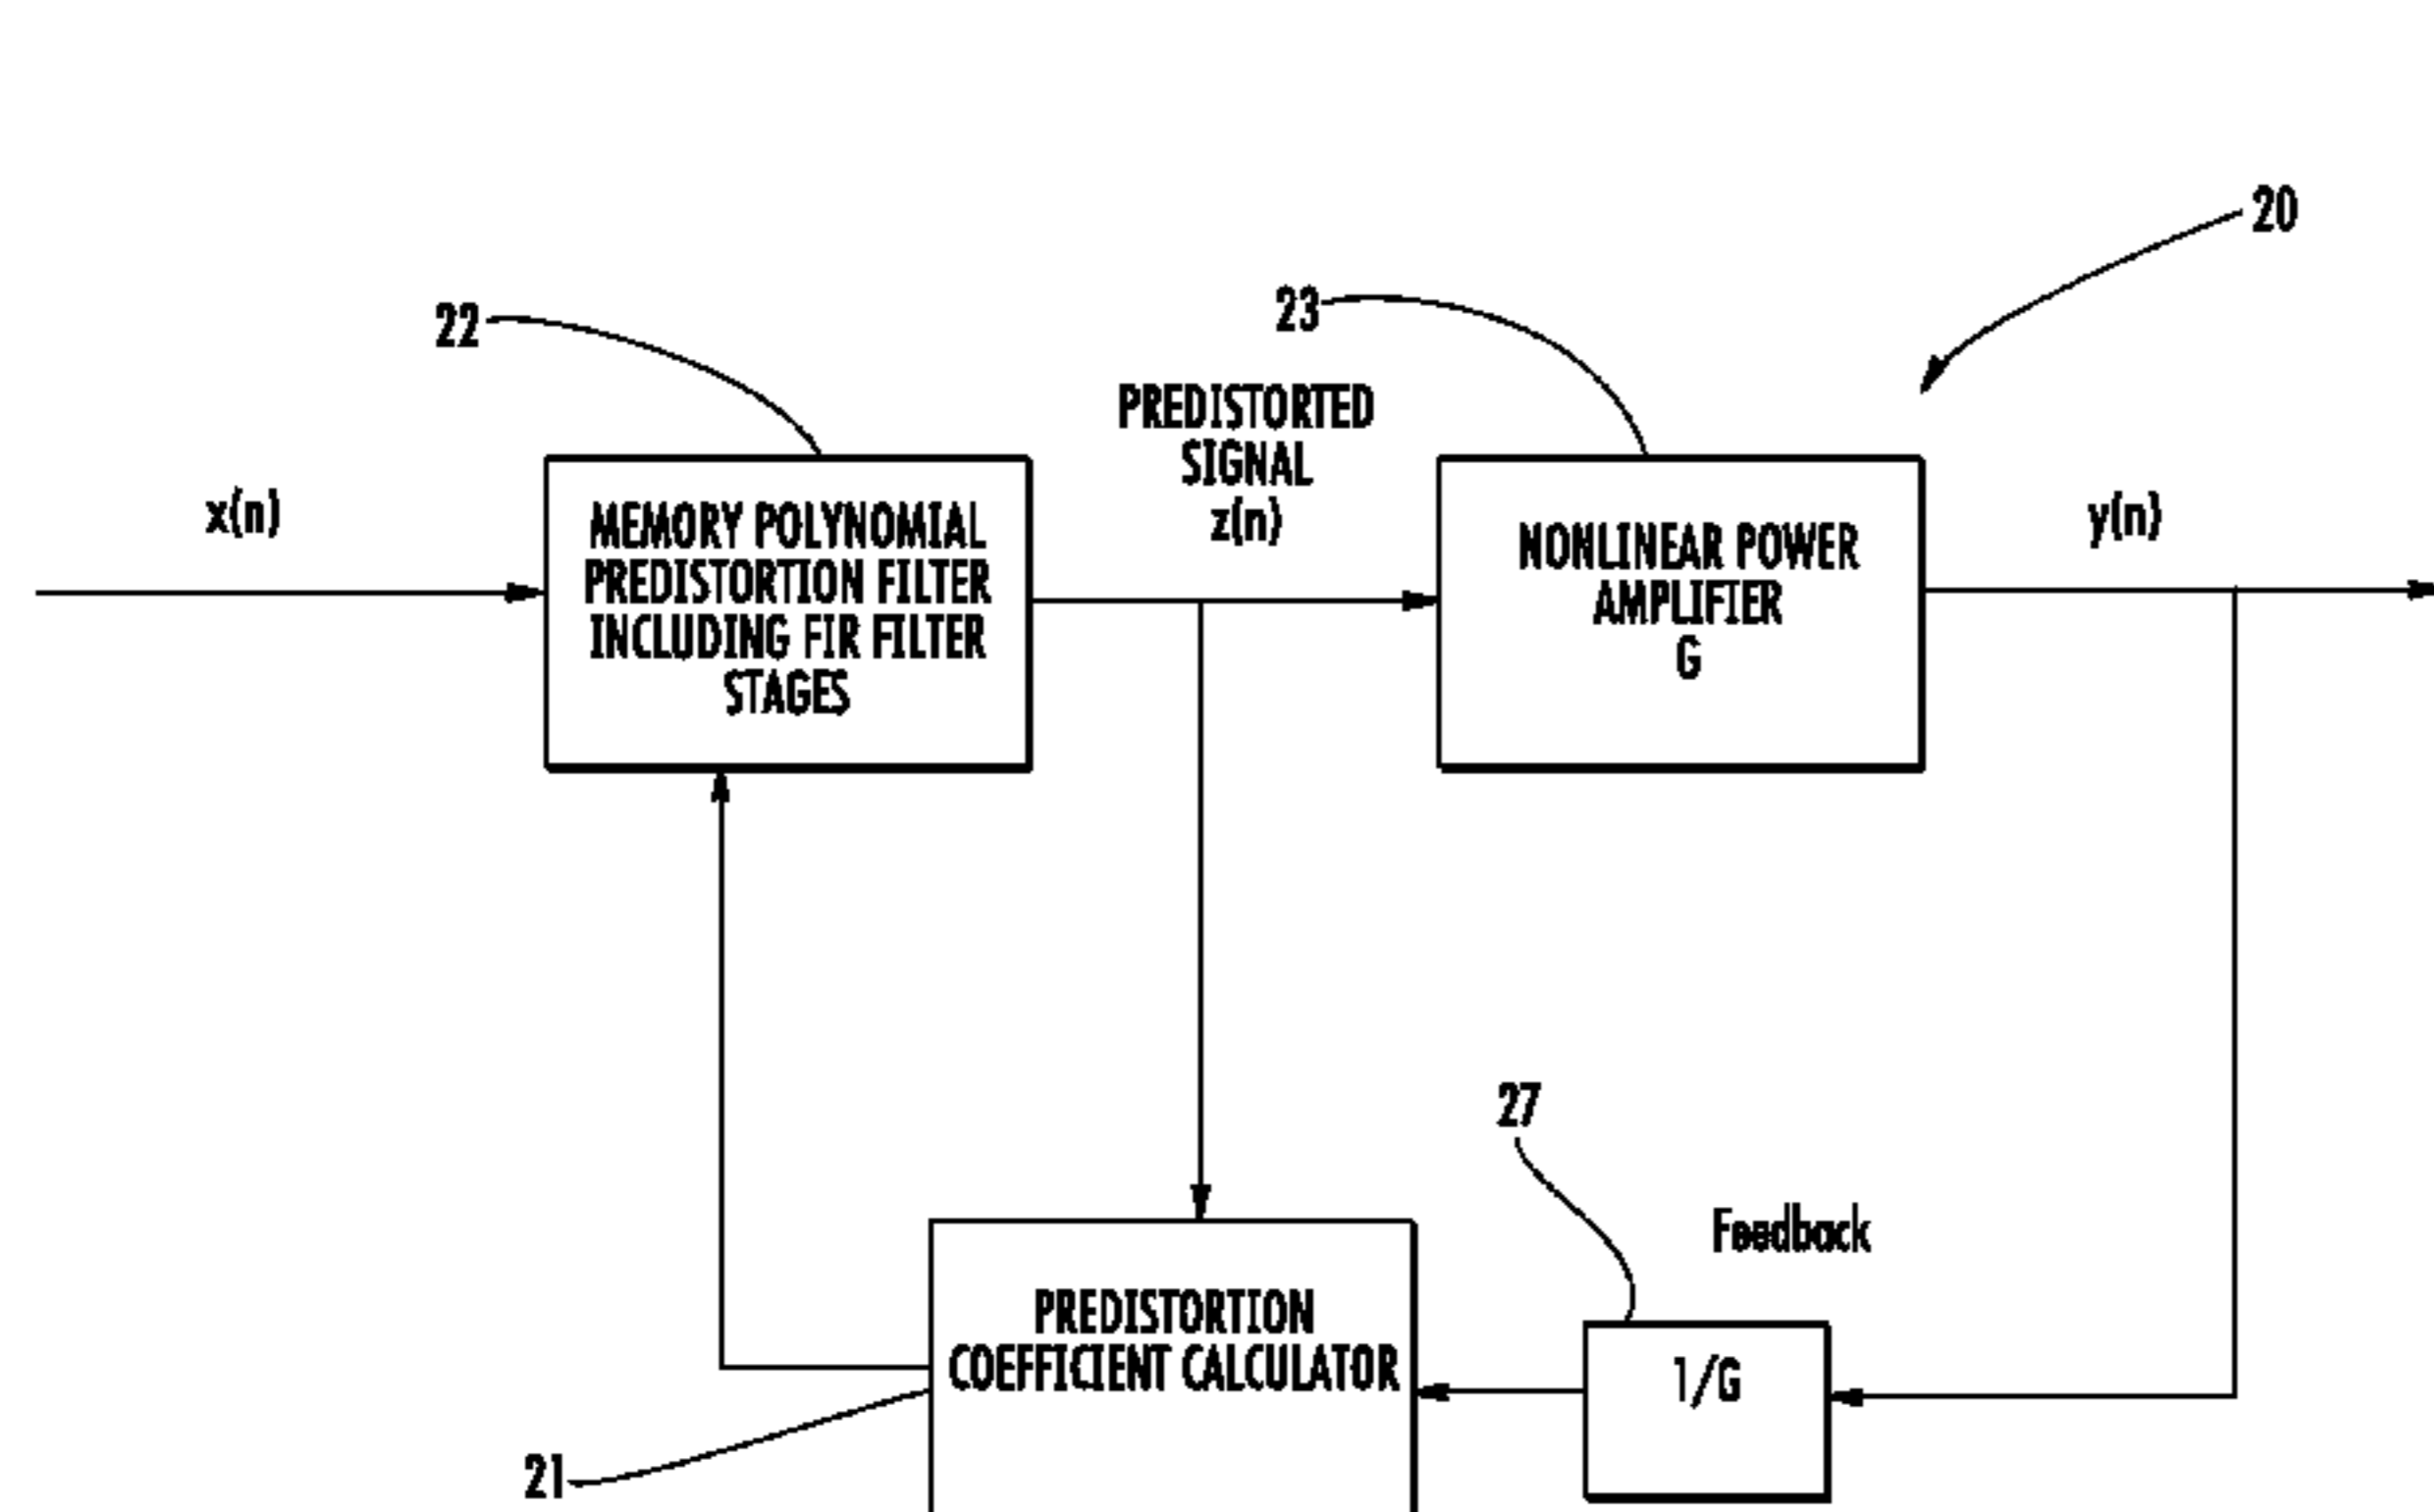 20
22
23
PREDISTORTED
SIGNAL
z(n)
x(n)
MEMORY POLYNOMIAL
PREDISTORTION FILTER
INCLUDING FIR FILTER
STAGES
NONLINEAR POWER
AMPLIFIER
G
y(n)
27
Feedback
PREDISTORTION
COEFFICIENT CALCULATOR
1/G
21